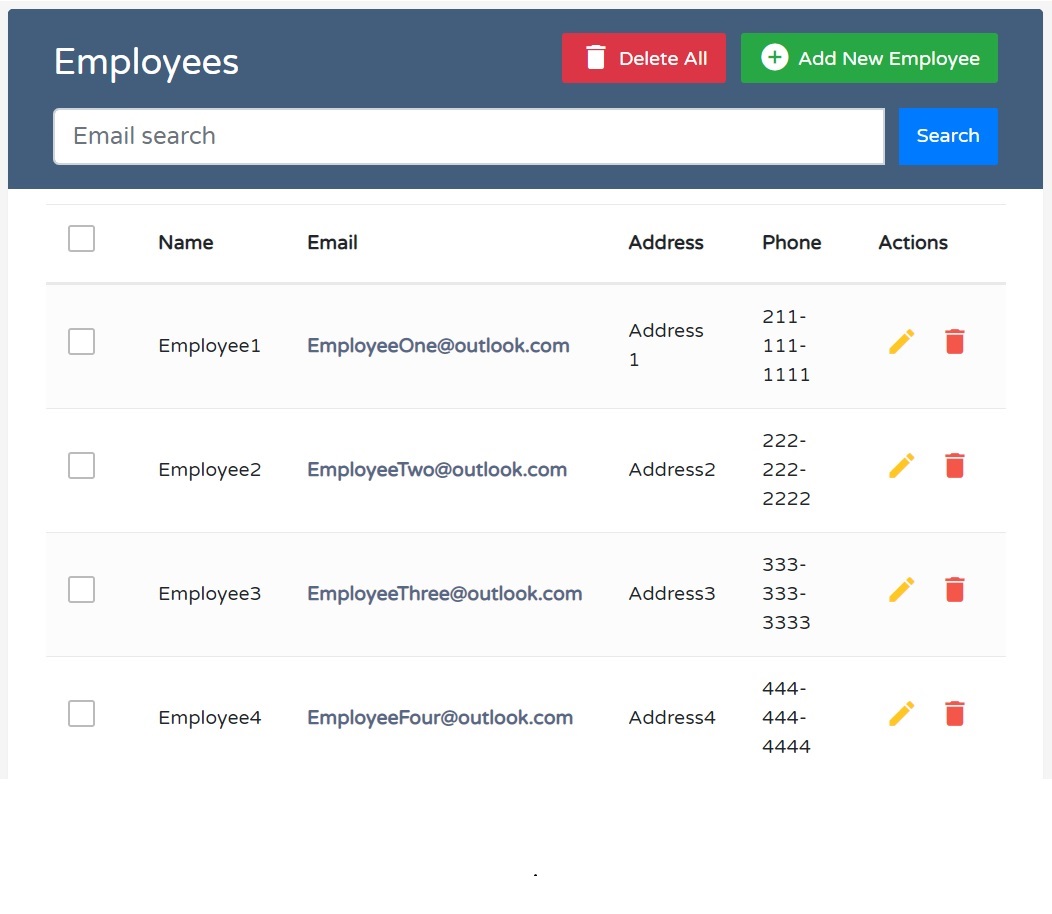 Employees
Delete All
Add New Employee
Email search
Search
Name Email Address Phone Actions
Employee1 EmployeeOne@outlook.com Address 1 211-111-1111
Employee2 EmployeeTwo@outlook.com Address2 222-222-2222
Employee3 EmployeeThree@outlook.com Address3 333-333-3333
Employee4 EmployeeFour@outlook.com Address4 444-444-4444
.